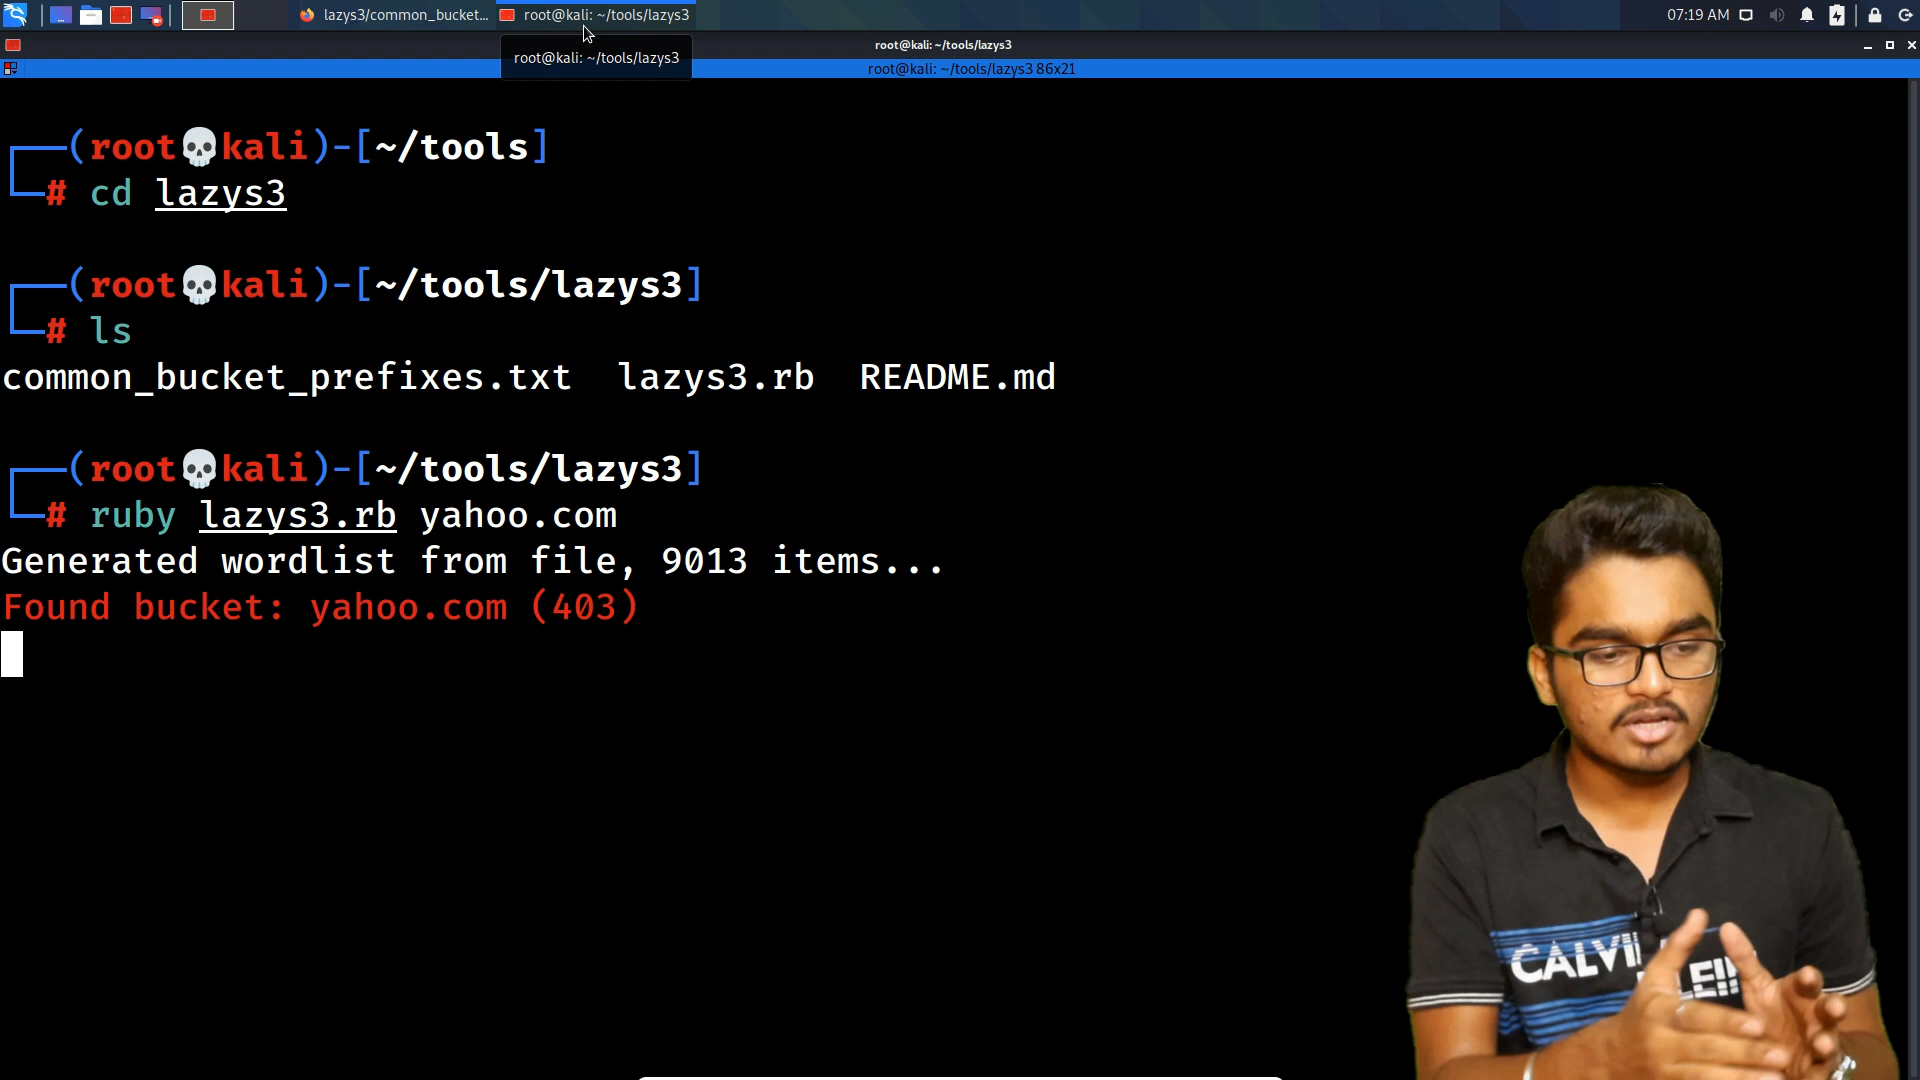 lazys3/common_bucket...
root@kali: ~/tools/lazys3
07:19 AM
root@kali: ~/tools/lazys3
root@kali: ~/tools/lazys3
root@kali: ~/tools/lazys3 86x21
(root💀kali)-[~/tools]
# cd lazys3
(root💀kali)-[~/tools/lazys3]
# ls
common_bucket_prefixes.txt lazys3.rb README.md
(root💀kali)-[~/tools/lazys3]
# ruby lazys3.rb yahoo.com
Generated wordlist from file, 9013 items...
Found bucket: yahoo.com (403)